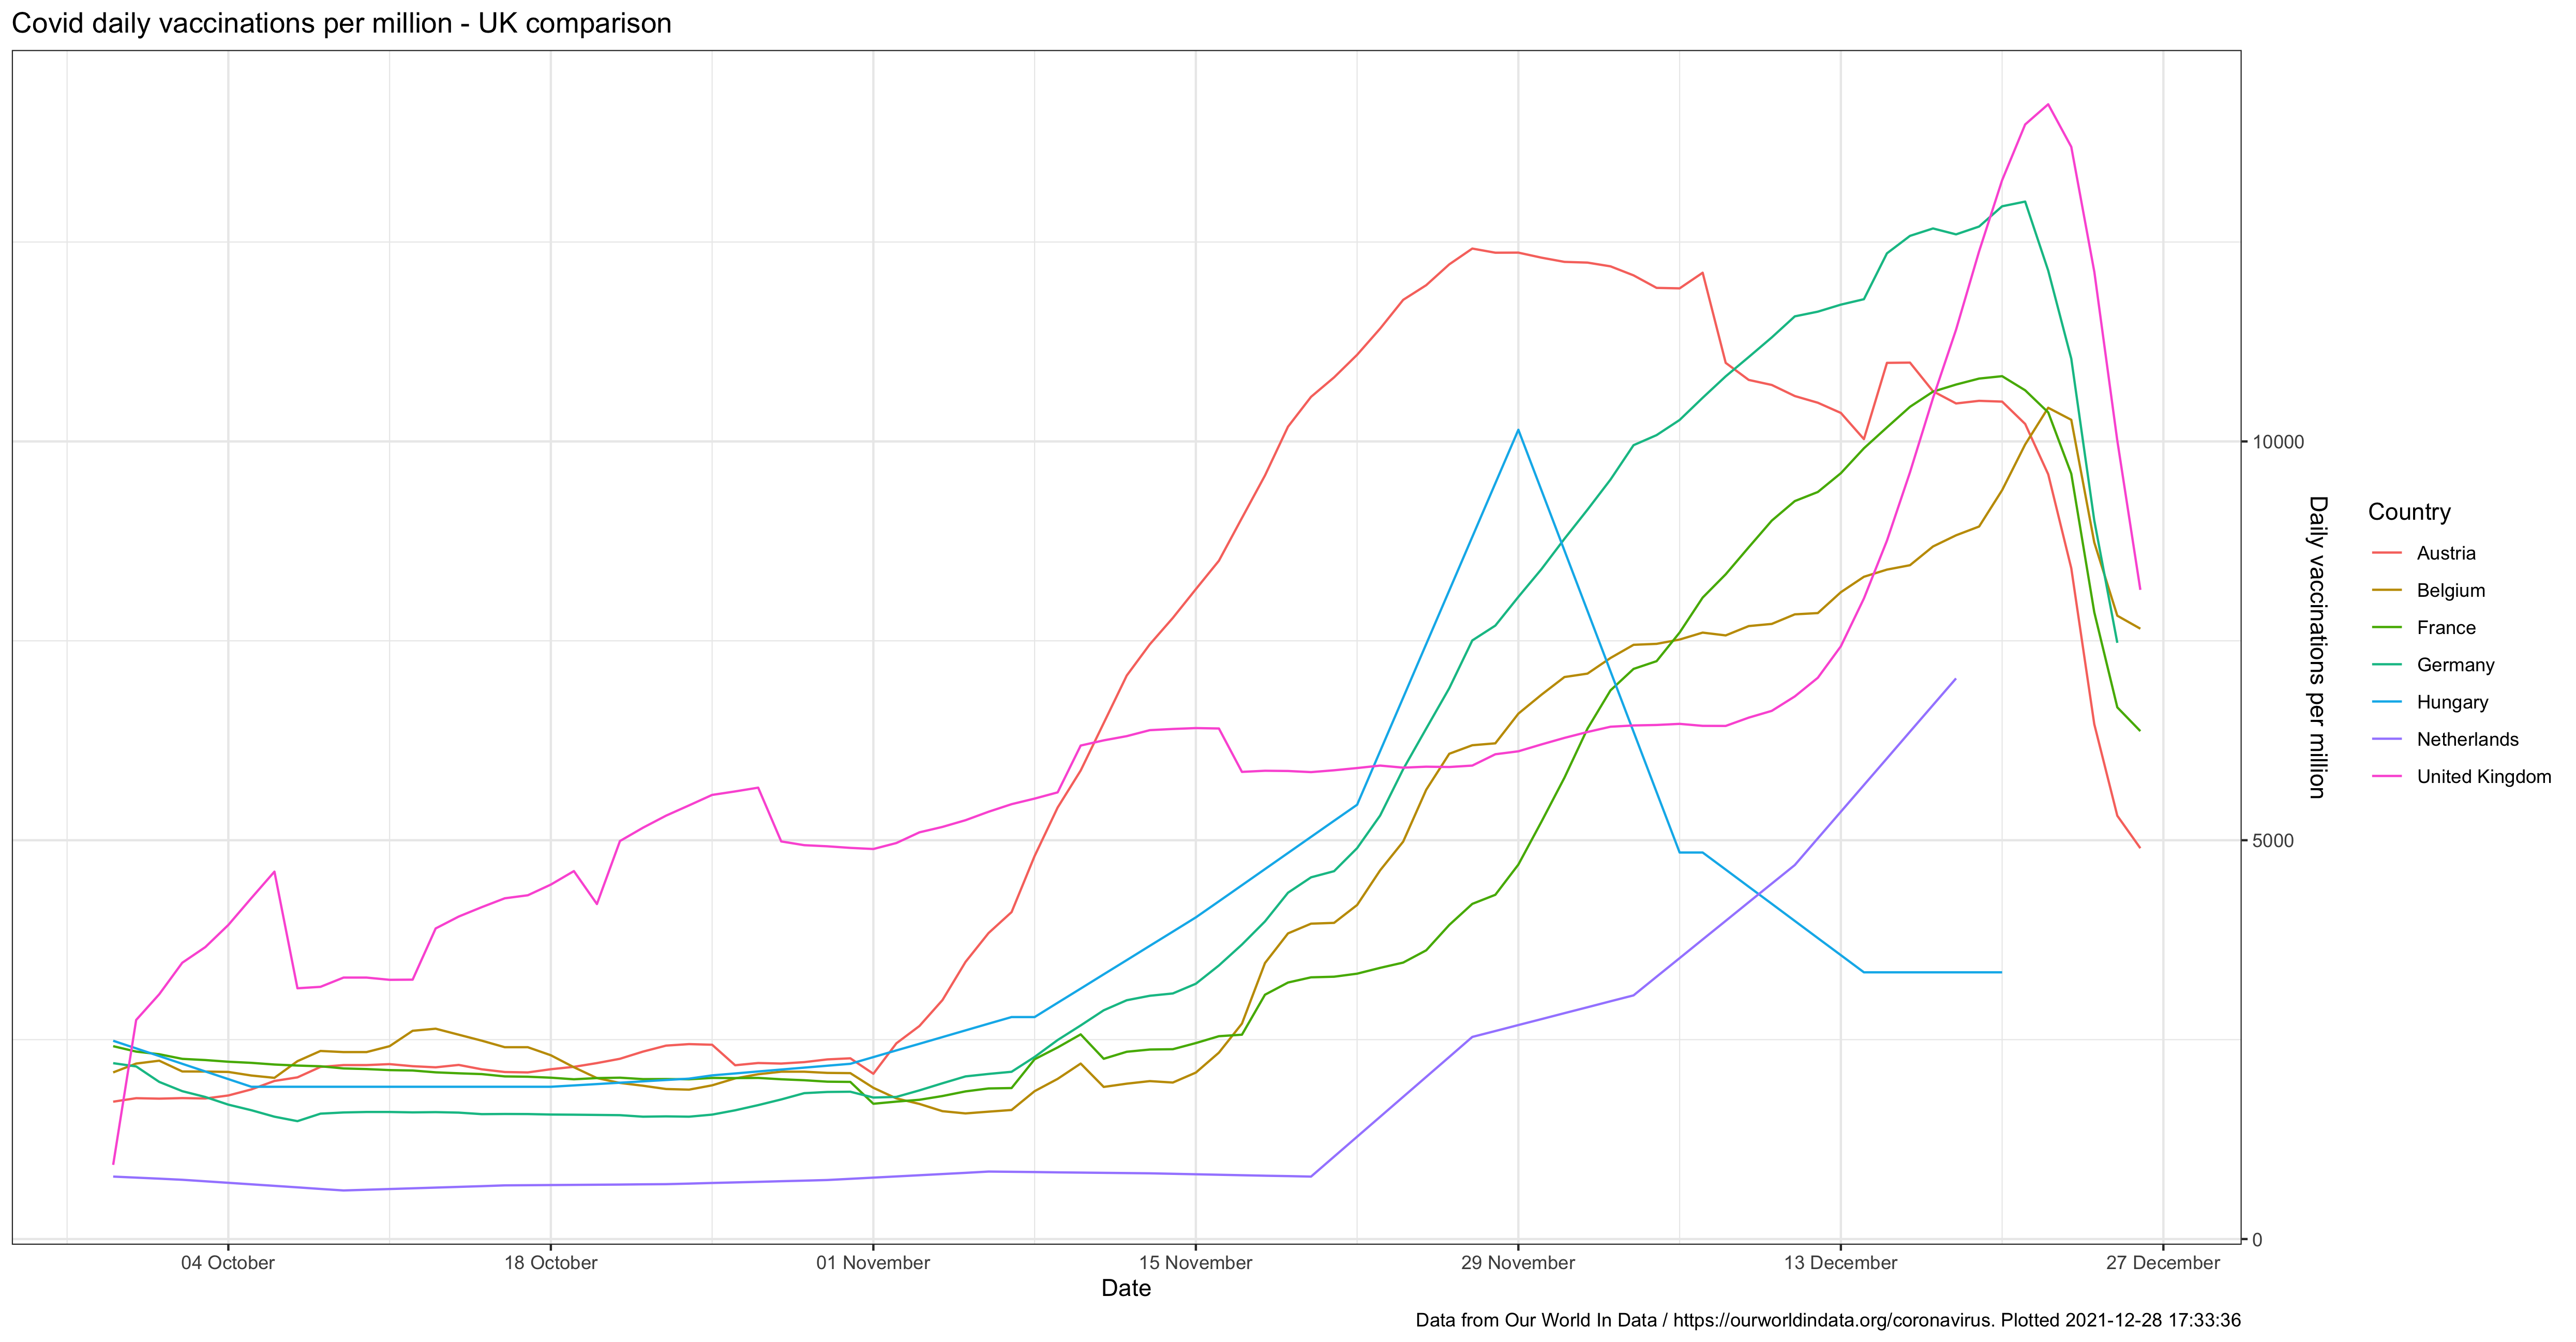 Covid daily vaccinations per million - UK comparison
10000
5000
0
Daily vaccinations per million
Country
Austria
Belgium
France
Germany
Hungary
Netherlands
United Kingdom
04 October
18 October
01 November
15 November
29 November
13 December
27 December
Date
Data from Our World In Data / https://ourworldindata.org/coronavirus. Plotted 2021-12-28 17:33:36